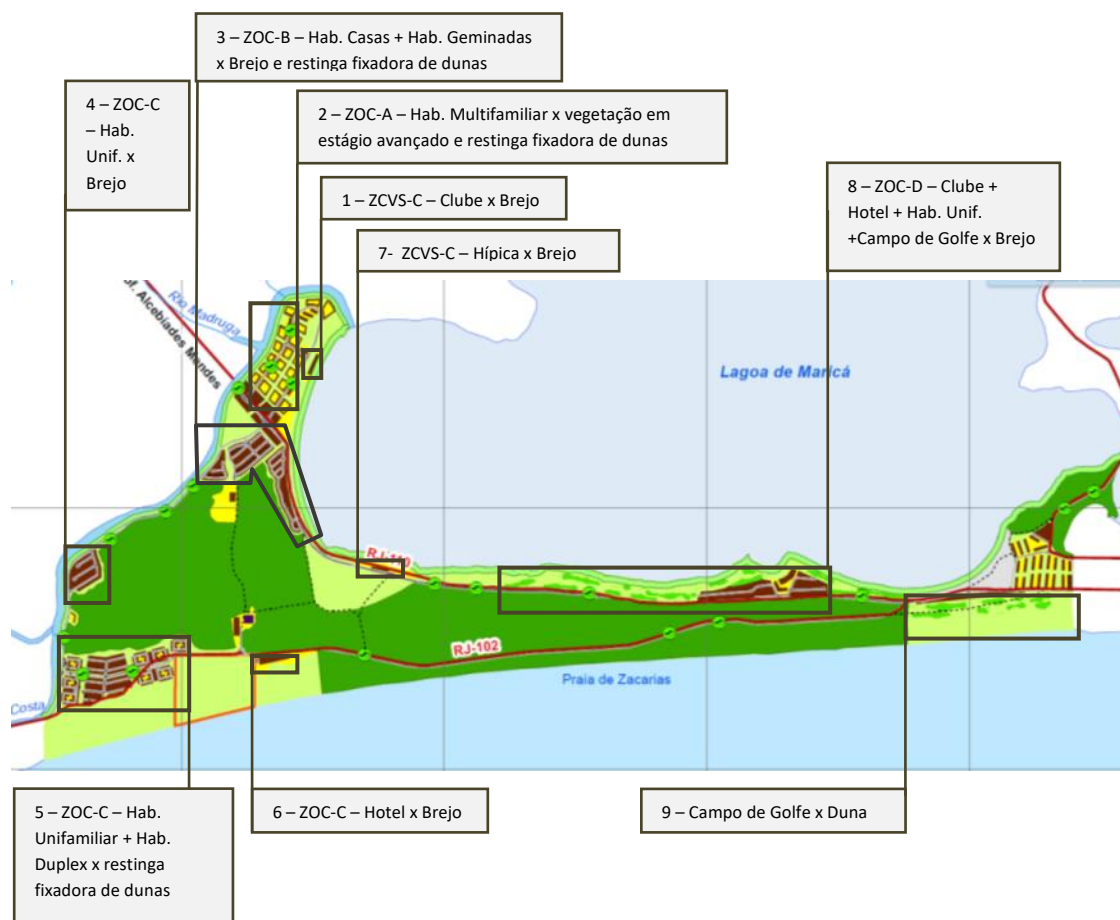 3 – ZOC-B – Hab. Casas + Hab. Geminadas
x Brejo e restinga fixadora de dunas
4 – ZOC-C
– Hab.
Unif. x
Brejo
2 – ZOC-A – Hab. Multifamiliar x vegetação em
estágio avançado e restinga fixadora de dunas
1 – ZCVS-C – Clube x Brejo
7- ZCVS-C – Hípica x Brejo
8 – ZOC-D – Clube +
Hotel + Hab. Unif.
+Campo de Golfe x Brejo
Rio Madruga
Alcebíades Mendes
Lagoa de Maricá
RJ-110
RJ-102
Costa
Praia de Zacarias
5 – ZOC-C – Hab.
Unifamiliar + Hab.
Duplex x restinga
fixadora de dunas
6 – ZOC-C – Hotel x Brejo
9 – Campo de Golfe x Duna